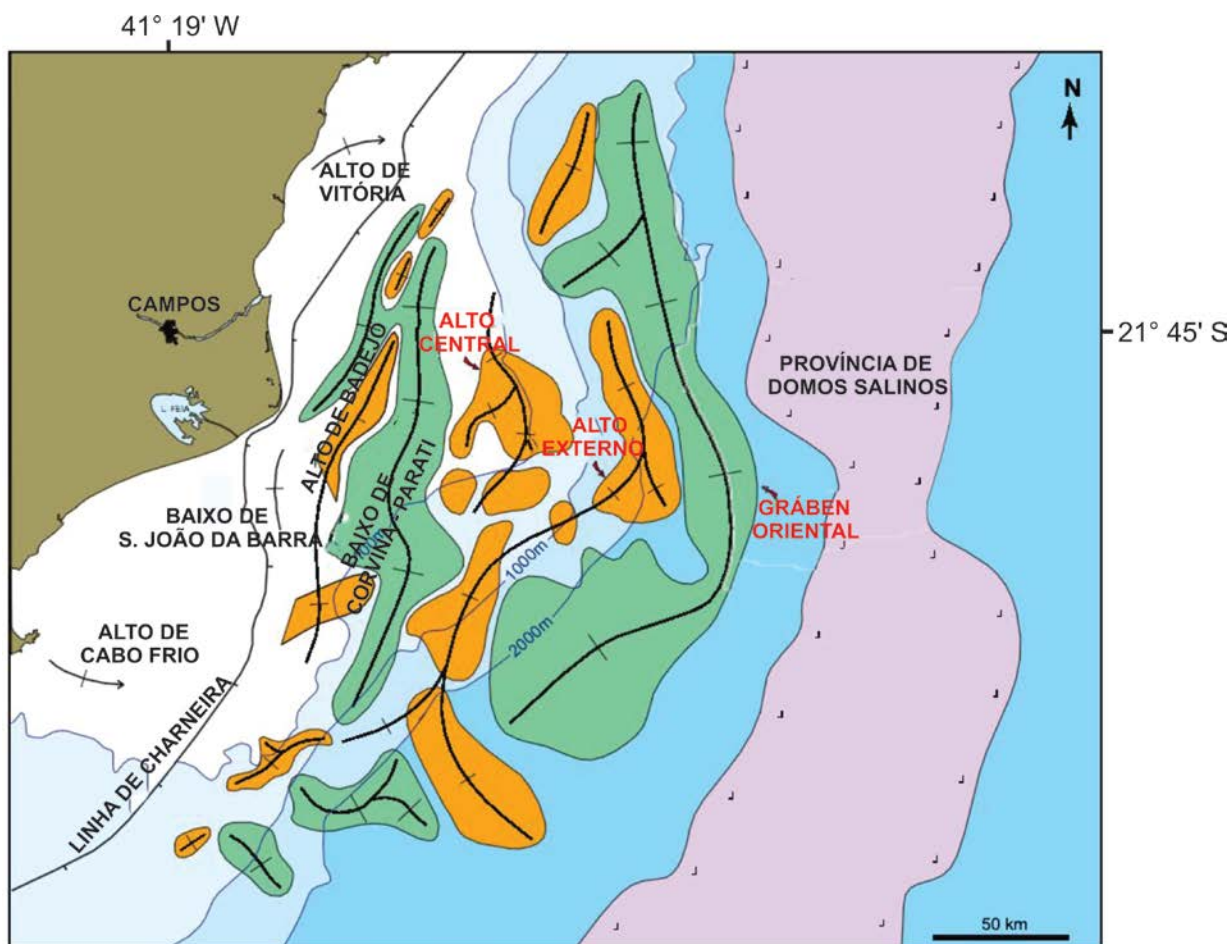 41° 19' W
N
ALTO DE
VITÓRIA
CAMPOS
L. FEIA
ALTO
CENTRAL
21° 45' S
PROVÍNCIA DE
DOMOS SALINOS
ALTO DE BADEJO
ALTO
EXTERNO
BAIXO DE
CORVINA - PARATI
GRÁBEN
ORIENTAL
BAIXO DE
S. JOÃO DA BARRA
100m
1000m
2000m
ALTO DE
CABO FRIO
LINHA DE CHARNEIRA
50 km